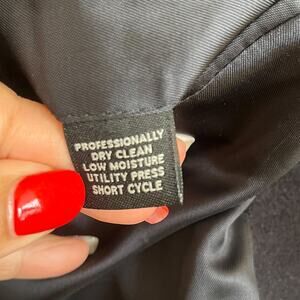 PROFESSIONALLY
DRY CLEAN
LOW MOISTURE
UTILITY PRESS
SHORT CYCLE